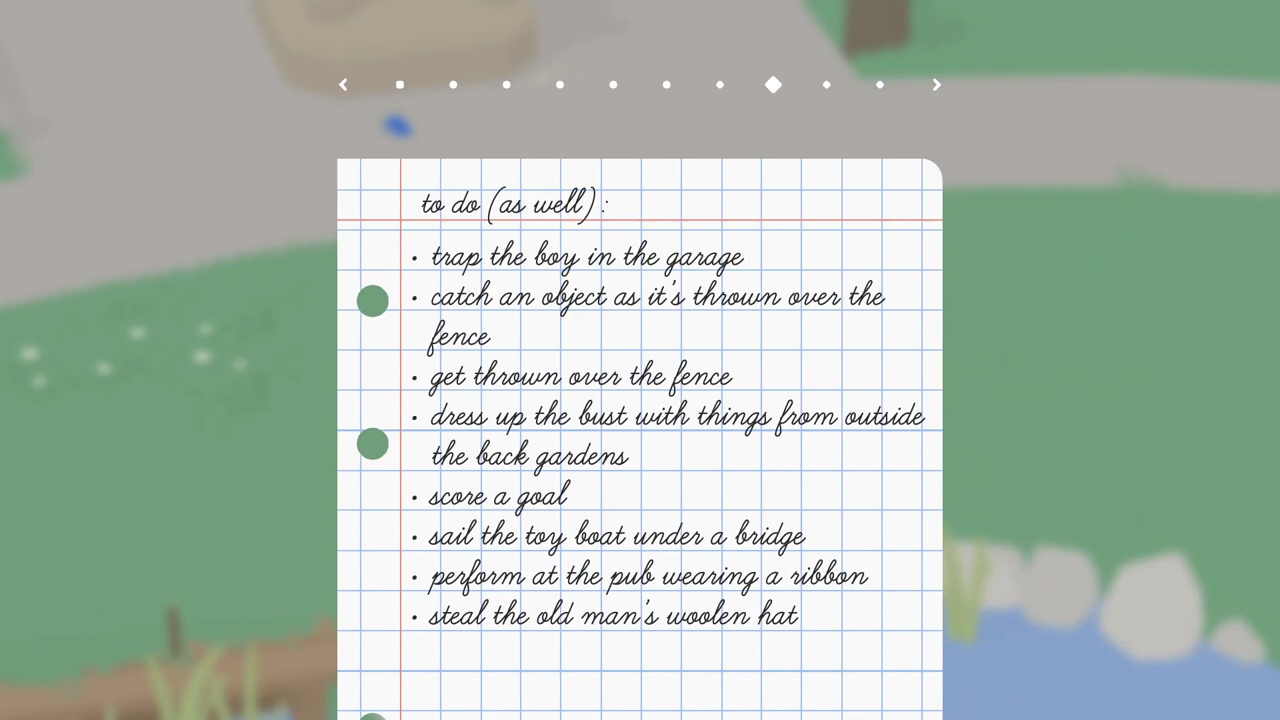 to do (as well):
• trap the boy in the garage
• catch an object as it's thrown over the
fence
• get thrown over the fence
• dress up the bust with things from outside
the back gardens
• score a goal
• sail the toy boat under a bridge
• perform at the pub wearing a ribbon
• steal the old man's woolen hat